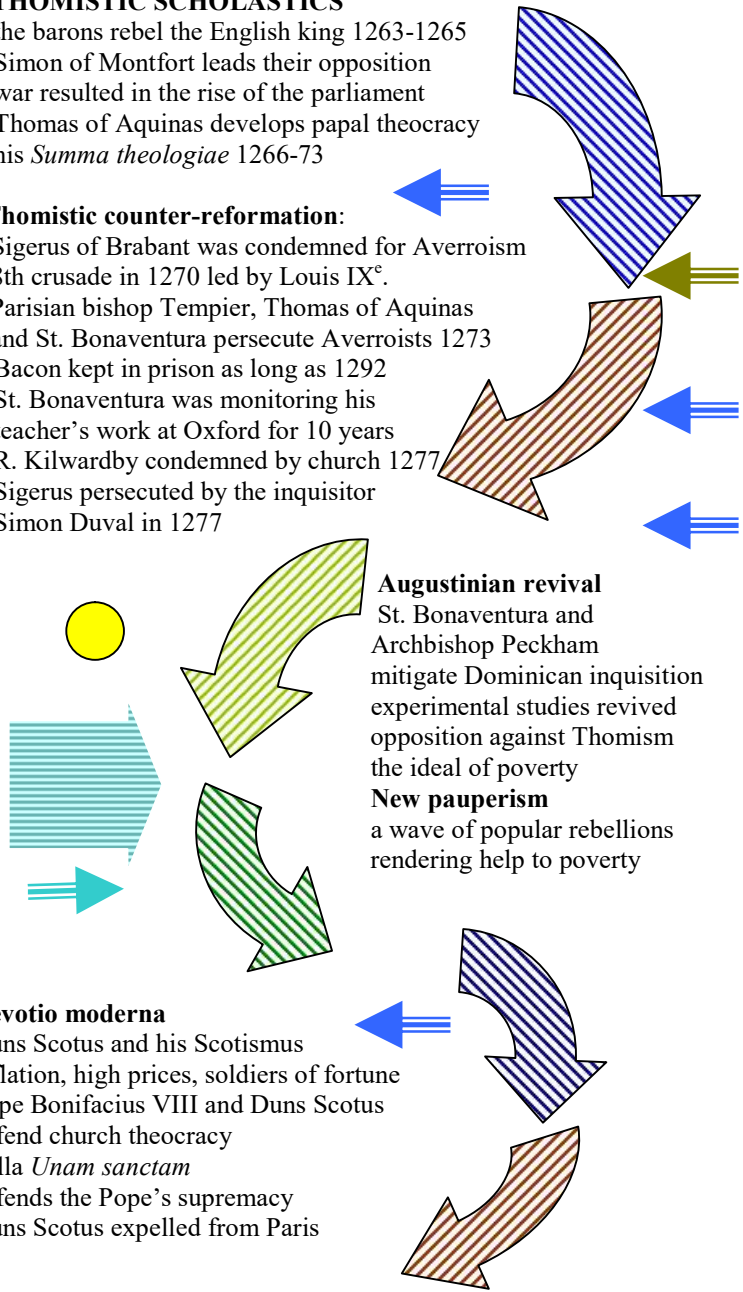 THOMISTIC SCHOLASTICS
the barons rebel the English king 1263-1265
Simon of Montfort leads their opposition
war resulted in the rise of the parliament
Thomas of Aquinas develops papal theocracy
his Summa theologiae 1266-73
Thomistic counter-reformation:
Sigerus of Brabant was condemned for Averroism
8th crusade in 1270 led by Louis IXe.
Parisian bishop Tempier, Thomas of Aquinas
and St. Bonaventura persecute Averroists 1273
Bacon kept in prison as long as 1292
St. Bonaventura was monitoring his
teacher's work at Oxford for 10 years
R. Kilwardby condemned by church 1277
Sigerus persecuted by the inquisitor
Simon Duval in 1277
Augustinian revival
St. Bonaventura and
Archbishop Peckham
mitigate Dominican inquisition
experimental studies revived
opposition against Thomism
the ideal of poverty
New pauperism
a wave of popular rebellions
rendering help to poverty
evotio moderna
uns Scotus and his Scotismus
flation, high prices, soldiers of fortune
pe Bonifacius VIII and Duns Scotus
fend church theocracy
lla Unam sanctam
fends the Pope's supremacy
uns Scotus expelled from Paris